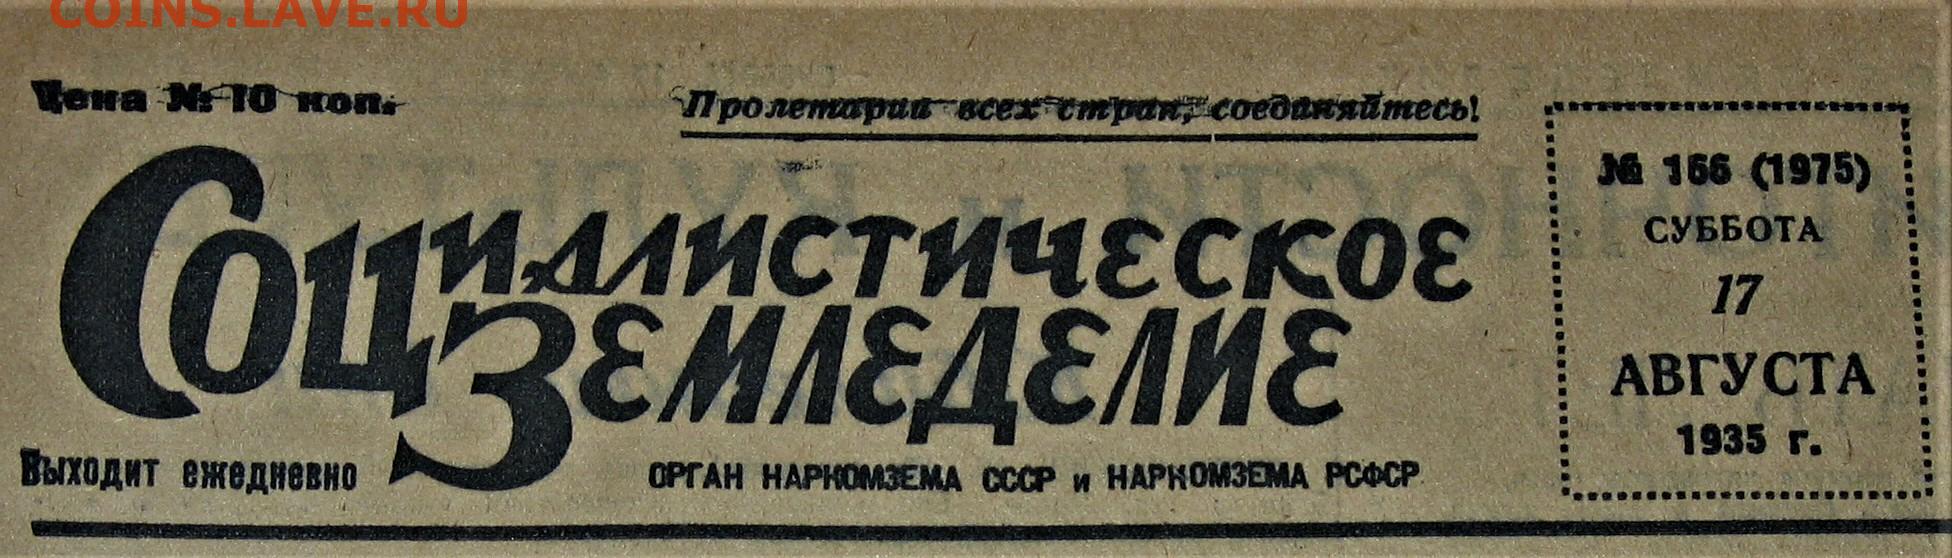 COINS.LAVE.RU
Цена № 10 коп.
Пролетарии всех стран, соединяйтесь!
Социалистическое
Земледелие
Выходит ежедневно
ОРГАН НАРКОМЗЕМА СССР и НАРКОМЗЕМА РСФСР
№ 166 (1975)
СУББОТА
17
АВГУСТА
1935 г.